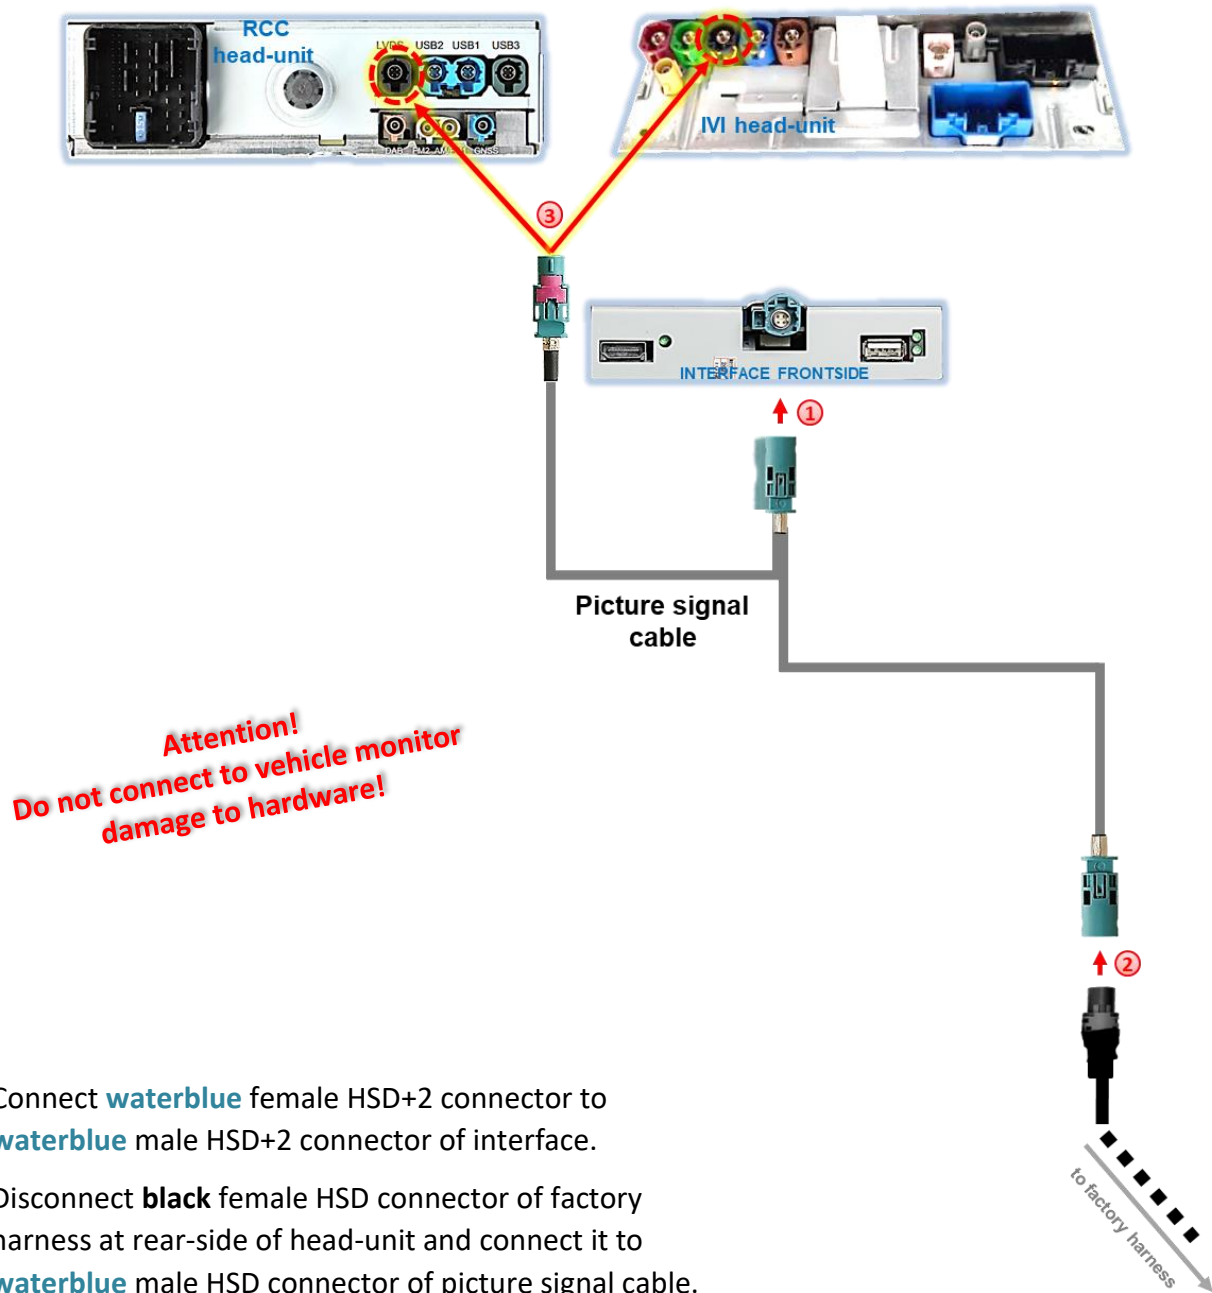 RCC
head-unit
LVDS USB2 USB1 USB3
DAB FM2 AM GNSS
IVI head-unit
3
INTERFACE FRONTSIDE
1
Picture signal
cable
Attention!
Do not connect to vehicle monitor
damage to hardware!
2
to factory harness
Connect waterblue female HSD+2 connector to
waterblue male HSD+2 connector of interface.
Disconnect black female HSD connector of factory
harness at rear-side of head-unit and connect it to
waterblue male HSD connector of picture signal cable.